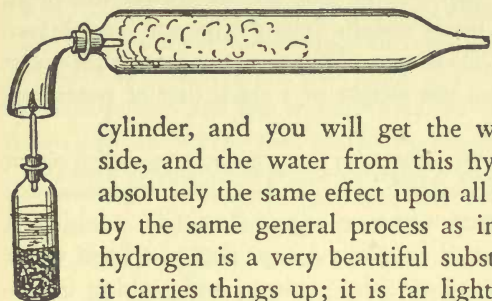 cylinder, and you will get the w
side, and the water from this hy
absolutely the same effect upon all
by the same general process as in
hydrogen is a very beautiful subst
it carries things up; it is far light